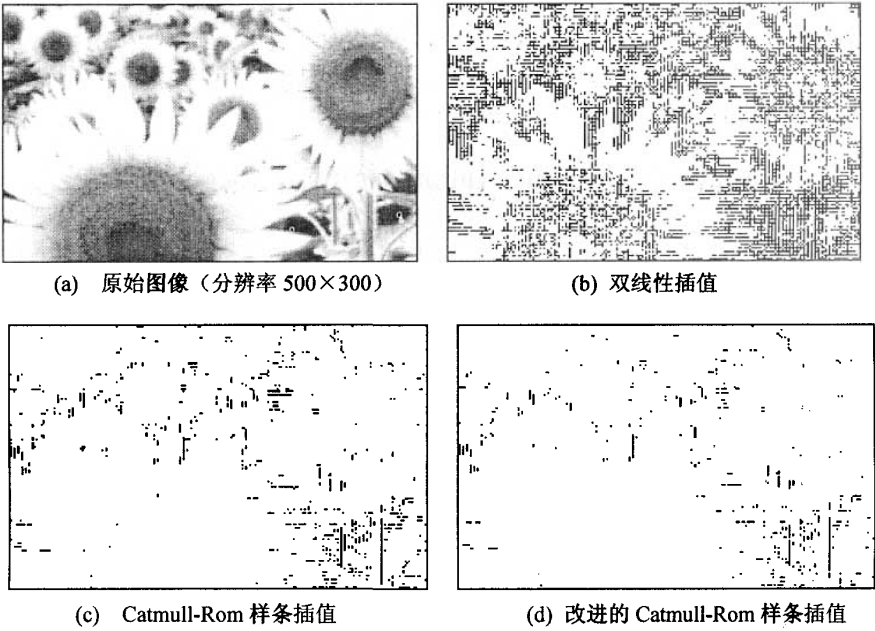 (a) 原始图像（分辨率 500×300）
(b) 双线性插值
(c) Catmull-Rom 样条插值
(d) 改进的 Catmull-Rom 样条插值